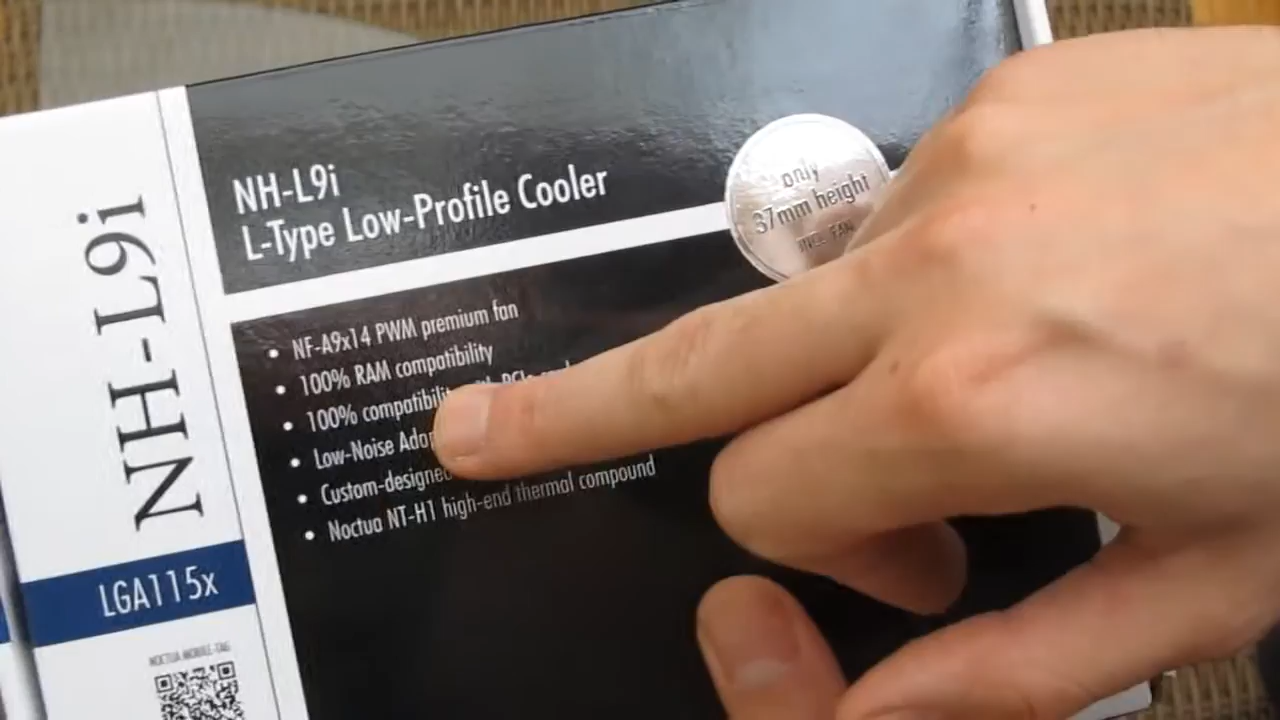 NH-L9i
L-Type Low-Profile Cooler
only
37mm height
INCL. FAN
• NF-A9x14 PWM premium fan
• 100% RAM compatibility
• 100% compatibility with PCIe
• Low-Noise
• Custom-designed
• Noctua NT-H1 high-end thermal compound
NH-L9i
LGA115x
NOCTUA MOBILE-TAG